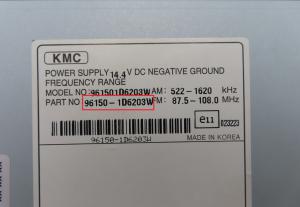 KMC
POWER SUPPLY 14.4 V DC NEGATIVE GROUND
FREQUENCY RANGE
MODEL NO: 961501D6203W AM: 522-1620 kHz
PART NO 96150-1D6203W FM: 87.5-108.0 MHz
e11
MADE IN KOREA
96150-1D6203W